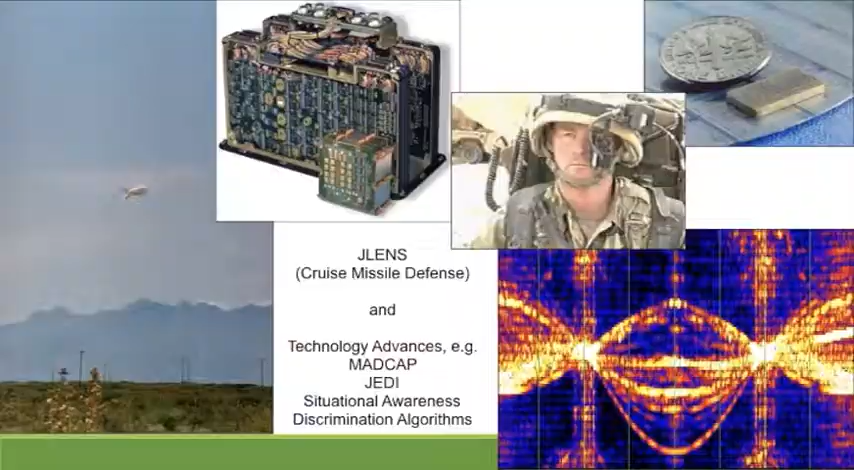 JLENS
(Cruise Missile Defense)
and
Technology Advances, e.g.
MADCAP
JEDI
Situational Awareness
Discrimination Algorithms